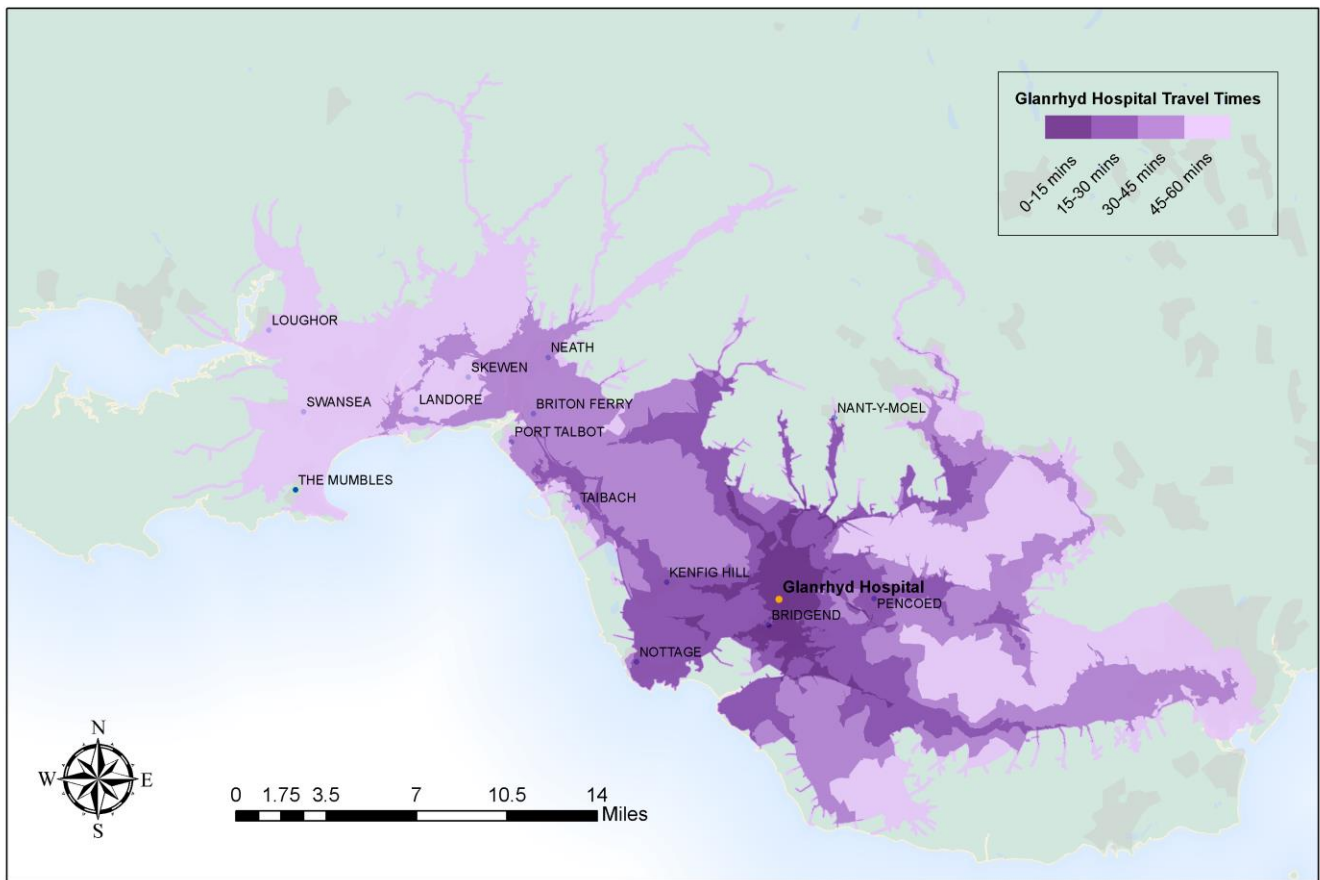 Glanrhyd Hospital Travel Times
0-15 mins
15-30 mins
30-45 mins
45-60 mins
LOUGHOR
NEATH
SKEWEN
SWANSEA
LANDORE
BRITON FERRY
NANT-Y-MOEL
PORT TALBOT
THE MUMBLES
TAIBACH
KENFIG HILL
Glanrhyd Hospital
PENCOED
BRIDGEND
NOTTAGE
N
W
E
S
0 1.75 3.5 7 10.5 14
Miles